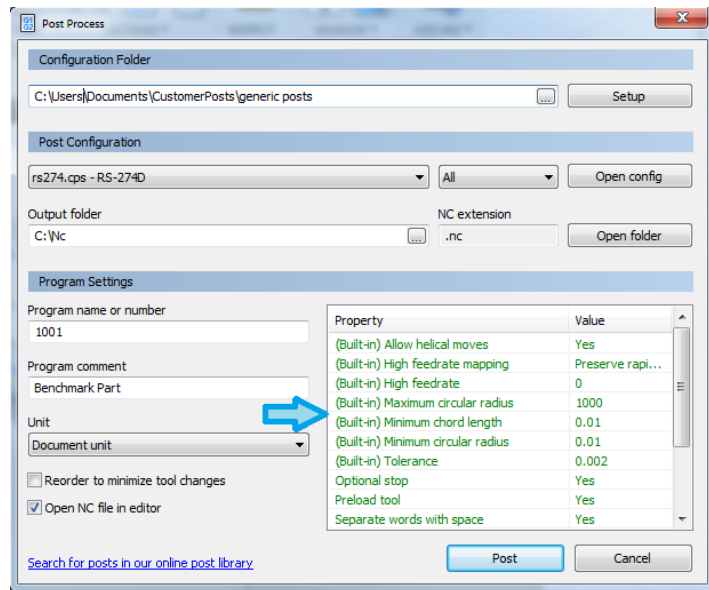 G1
G2
Post Process
Configuration Folder
C:\Users\Documents\CustomerPosts\generic posts
...
Setup
Post Configuration
rs274.cps - RS-274D
All
Open config
Output folder
NC extension
C:\Nc
...
.nc
Open folder
Program Settings
Program name or number
1001
Program comment
Benchmark Part
Unit
Document unit
Reorder to minimize tool changes
Open NC file in editor
Property Value
(Built-in) Allow helical moves Yes
(Built-in) High feedrate mapping Preserve rapi...
(Built-in) High feedrate 0
(Built-in) Maximum circular radius 1000
(Built-in) Minimum chord length 0.01
(Built-in) Minimum circular radius 0.01
(Built-in) Tolerance 0.002
Optional stop Yes
Preload tool Yes
Separate words with space Yes
Search for posts in our online post library
Post
Cancel